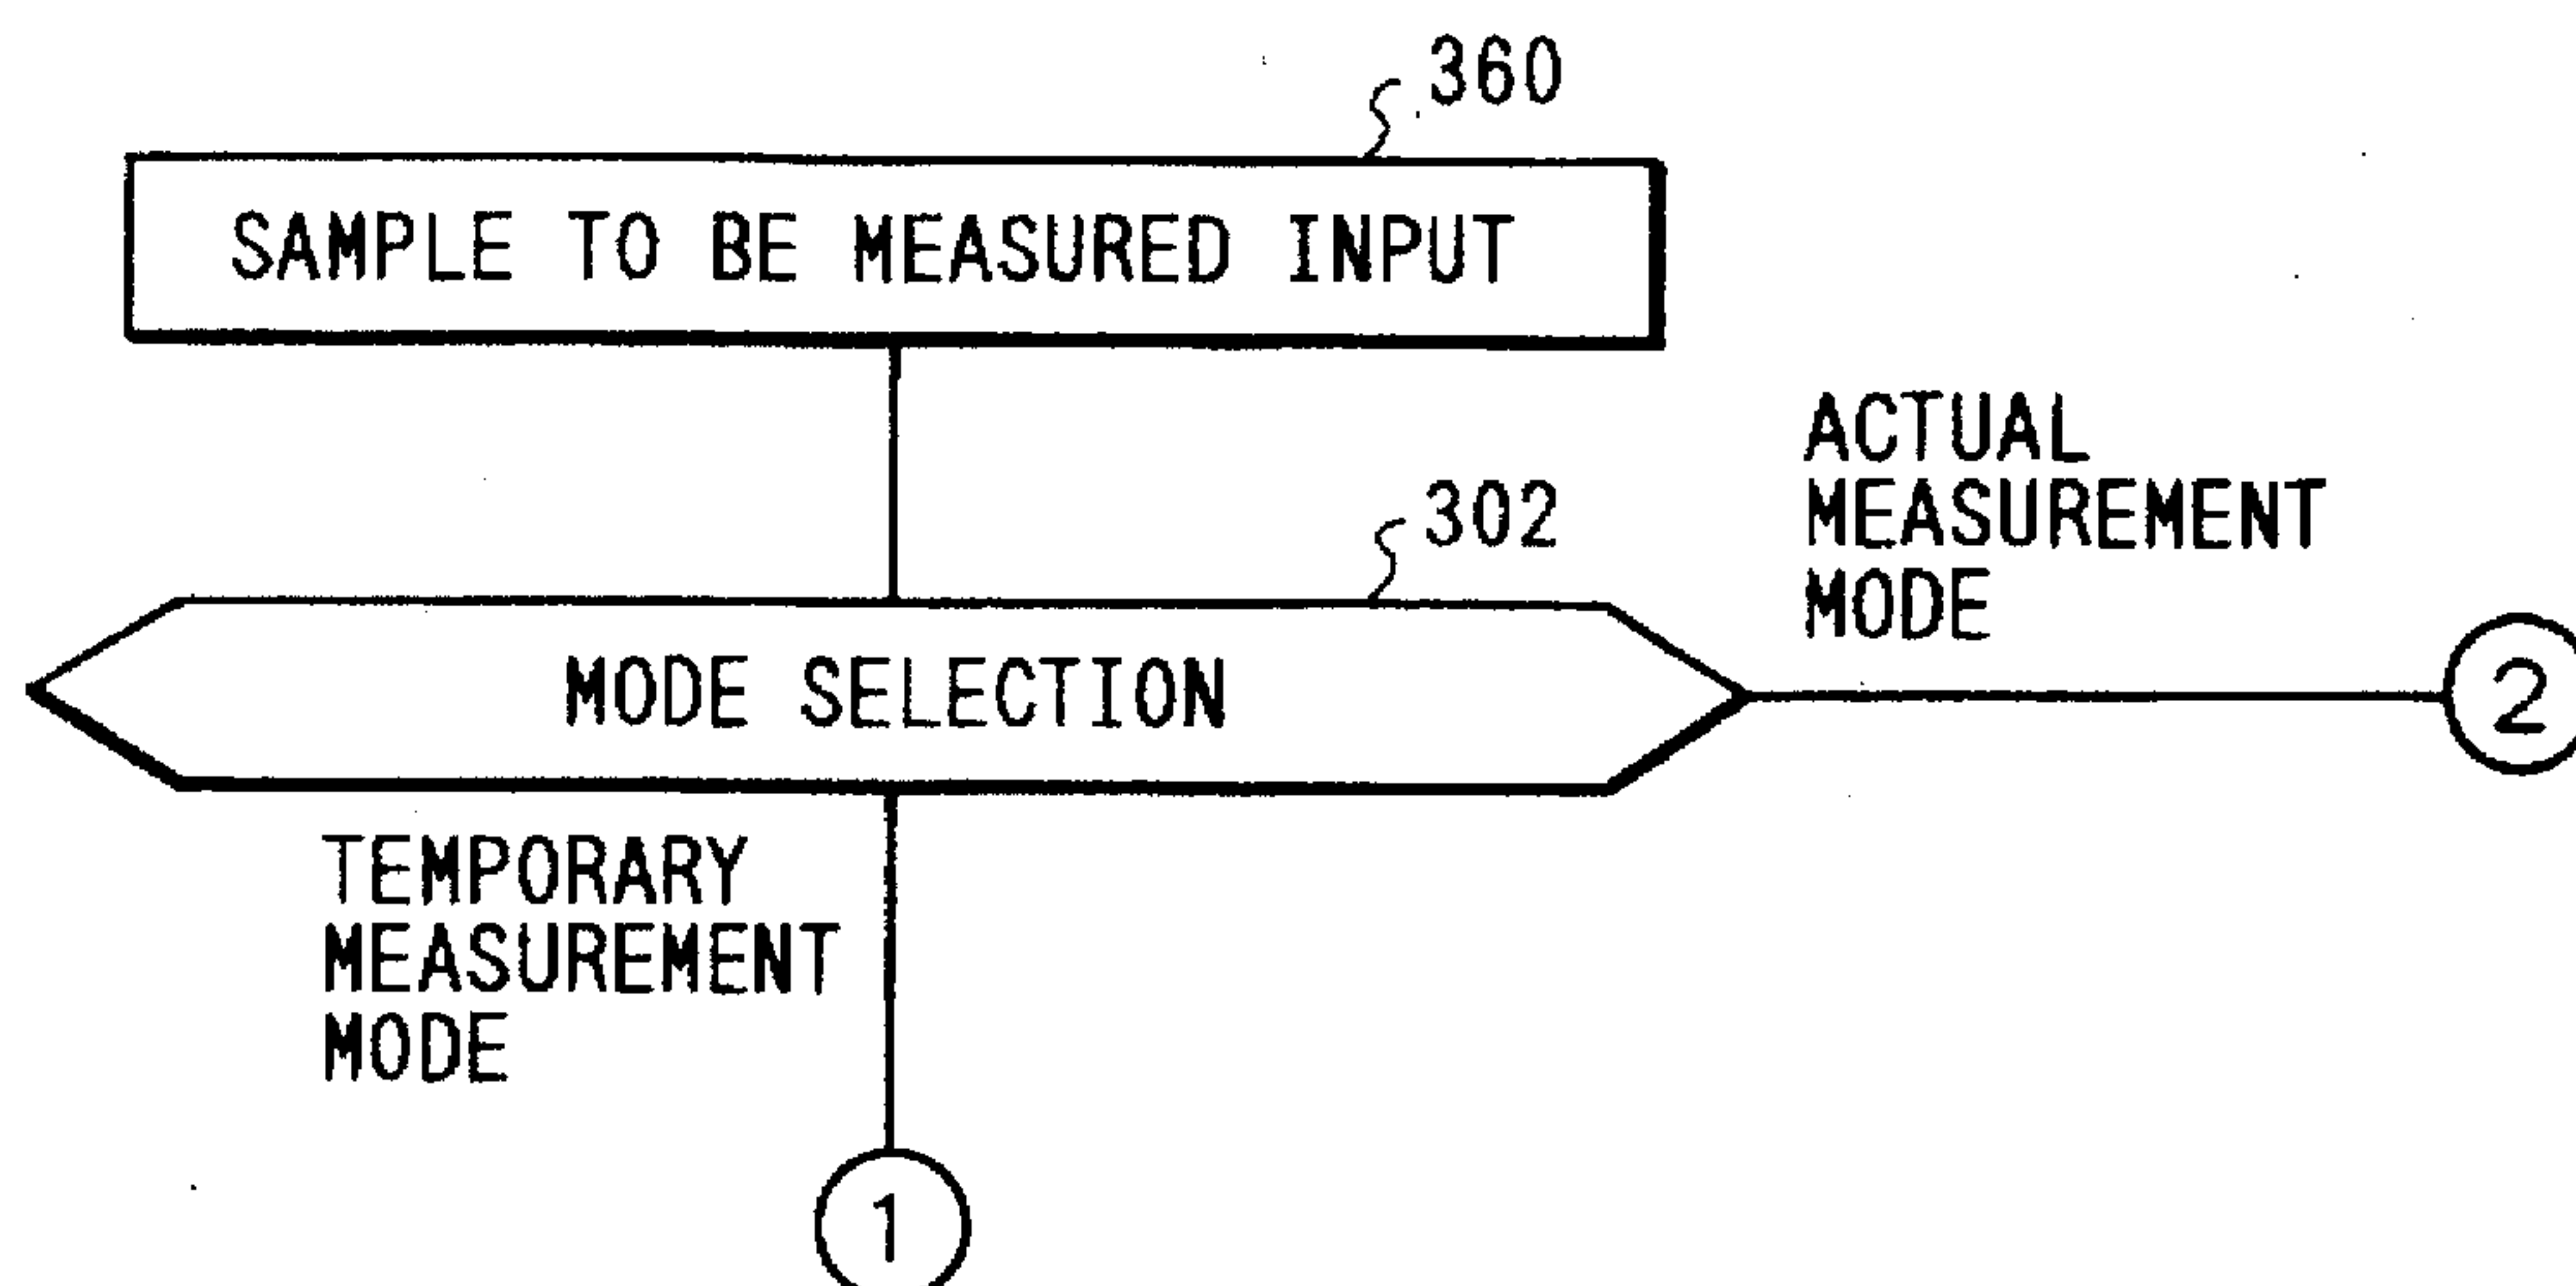 360
SAMPLE TO BE MEASURED INPUT
302
ACTUAL
MEASUREMENT
MODE
MODE SELECTION
2
TEMPORARY
MEASUREMENT
MODE
1